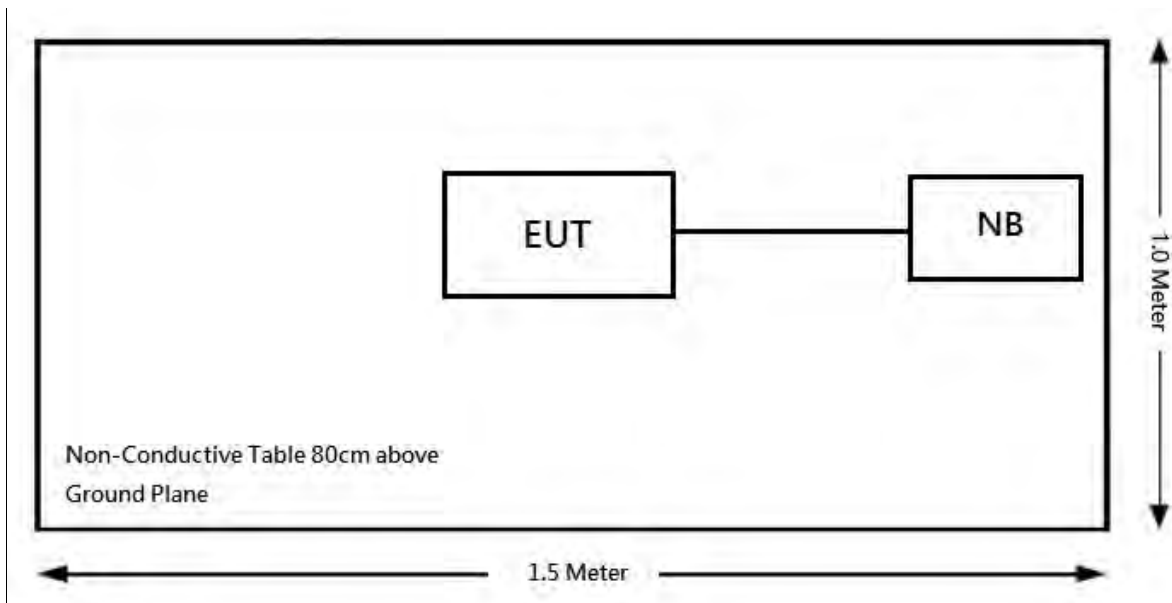 EUT
NB
1.0 Meter
Non-Conductive Table 80cm above
Ground Plane
1.5 Meter